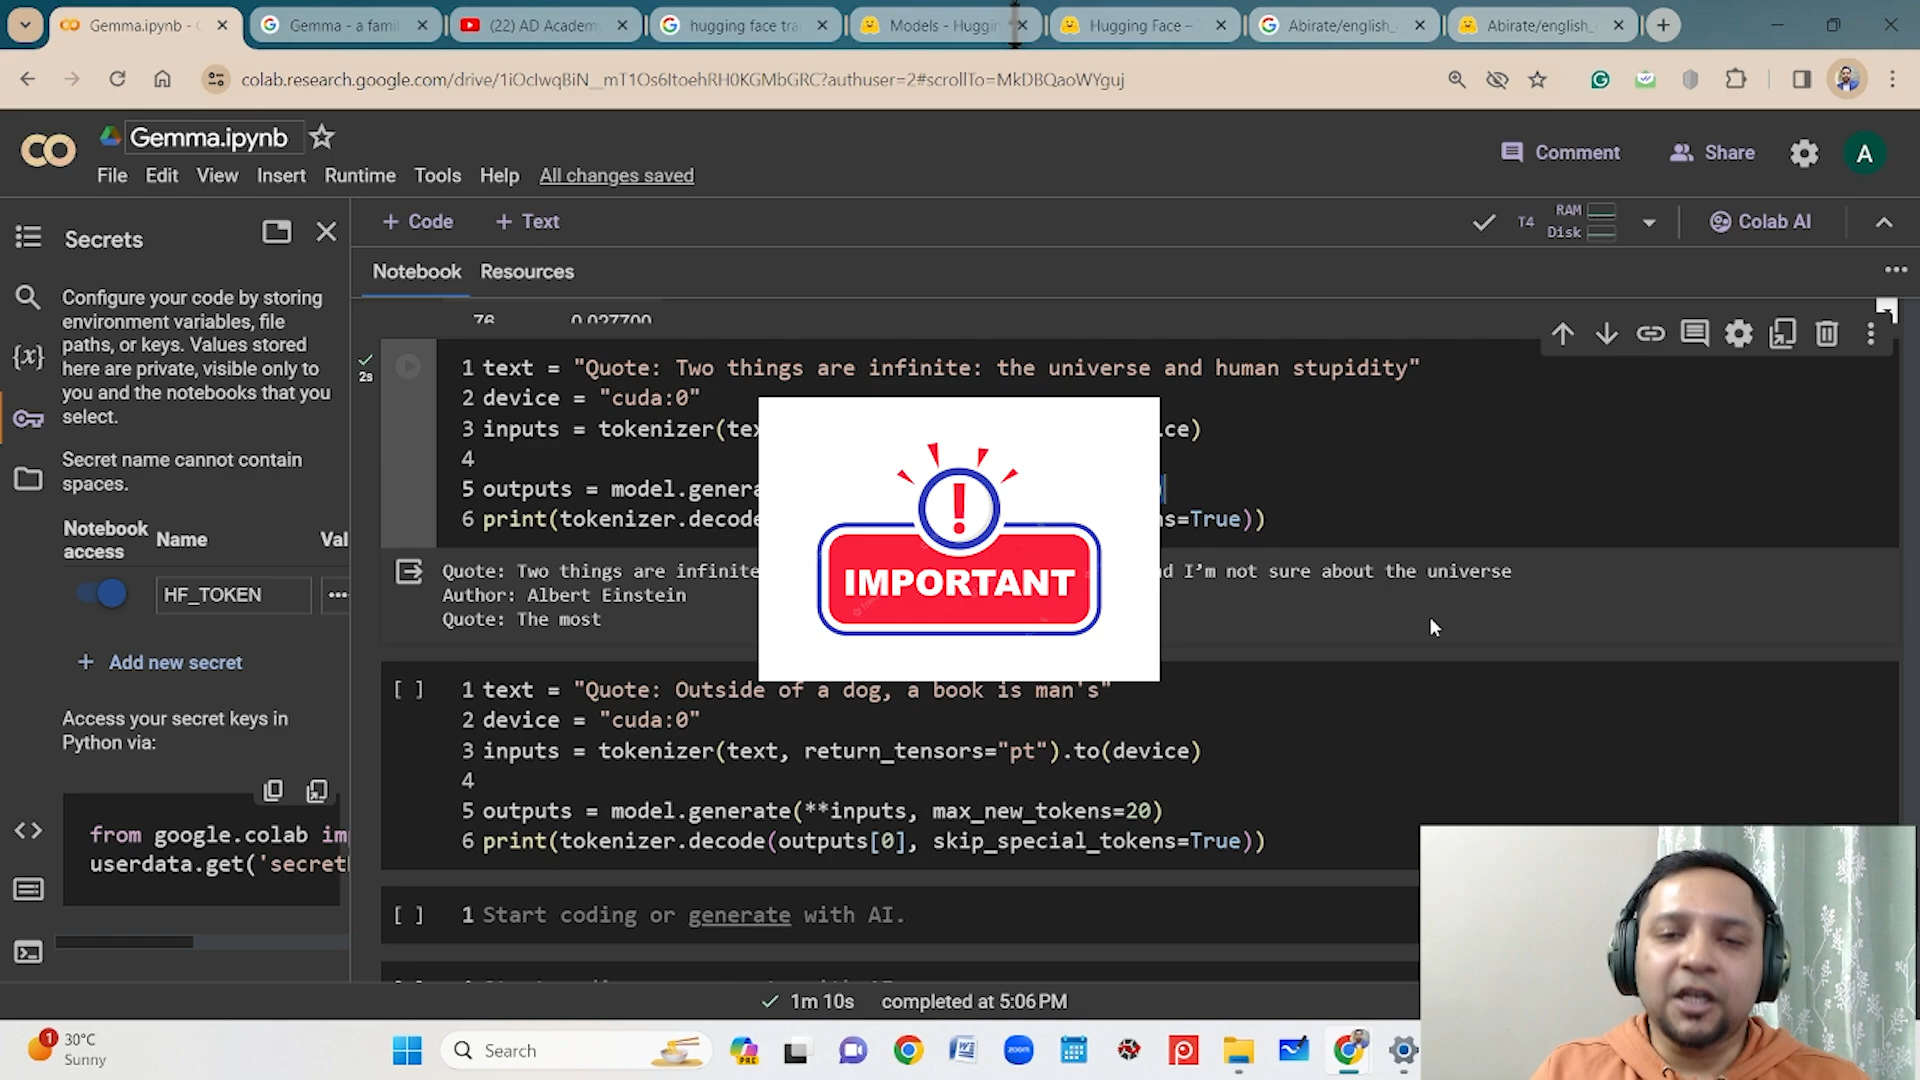 Gemma.ipynb - C
Gemma - a famil
(22) AD Academy
hugging face tra
Models - Huggin
Hugging Face –
Abirate/english_
Abirate/english_
colab.research.google.com/drive/1iOcIwqBiN__mT1Os6ItoehRH0KGMbGRC?authuser=2#scrollTo=MkDBQaoWYguj
Gemma.ipynb
Comment
Share
A
File Edit View Insert Runtime Tools Help All changes saved
+ Code + Text
T4
RAM
Disk
Colab AI
Secrets
Notebook Resources
Configure your code by storing
environment variables, file
paths, or keys. Values stored
here are private, visible only to
you and the notebooks that you
select.
Secret name cannot contain
spaces.
Notebook
access
Name
Val
HF_TOKEN
+ Add new secret
Access your secret keys in
Python via:
from google.colab im
userdata.get('secret
76 0.027700
2s
1 text = "Quote: Two things are infinite: the universe and human stupidity"
2 device = "cuda:0"
3 inputs = tokenizer(tex ce)
4
5 outputs = model.genera
6 print(tokenizer.decode s=True))
IMPORTANT
Quote: Two things are infinite d I’m not sure about the universe
Author: Albert Einstein
Quote: The most
[ ]
1 text = "Quote: Outside of a dog, a book is man's"
2 device = "cuda:0"
3 inputs = tokenizer(text, return_tensors="pt").to(device)
4
5 outputs = model.generate(**inputs, max_new_tokens=20)
6 print(tokenizer.decode(outputs[0], skip_special_tokens=True))
[ ] 1 Start coding or generate with AI.
1m 10s completed at 5:06 PM
1
30°C
Sunny
Search
PRE
zoom